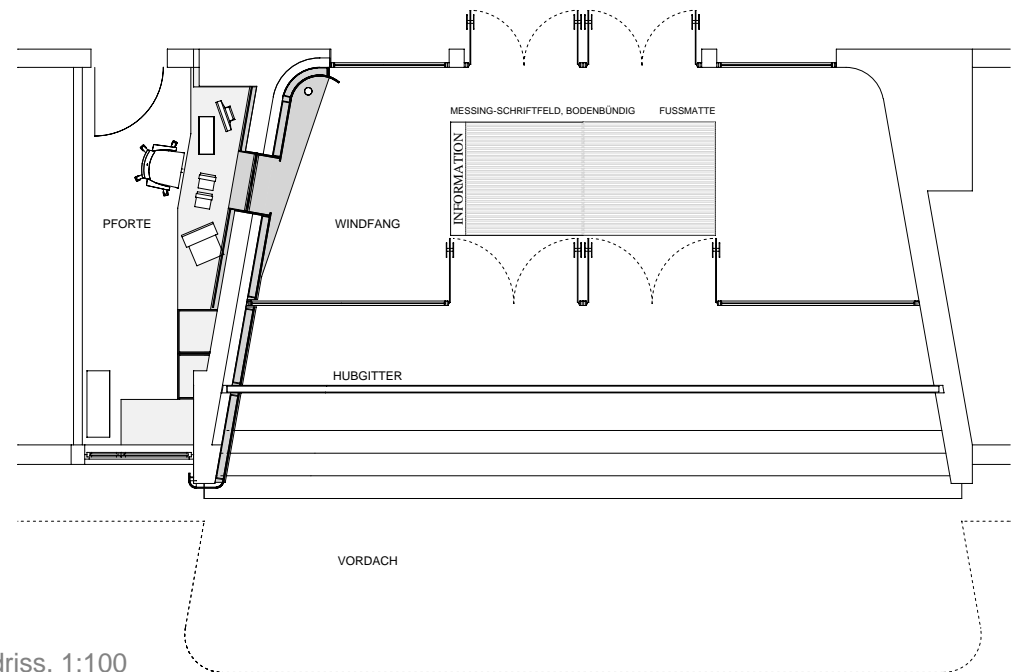 MESSING-SCHRIFTFELD, BODENBÜNDIG FUSSMATTE
INFORMATION
PFORTE
WINDFANG
HUBGITTER
VORDACH
driss, 1:100